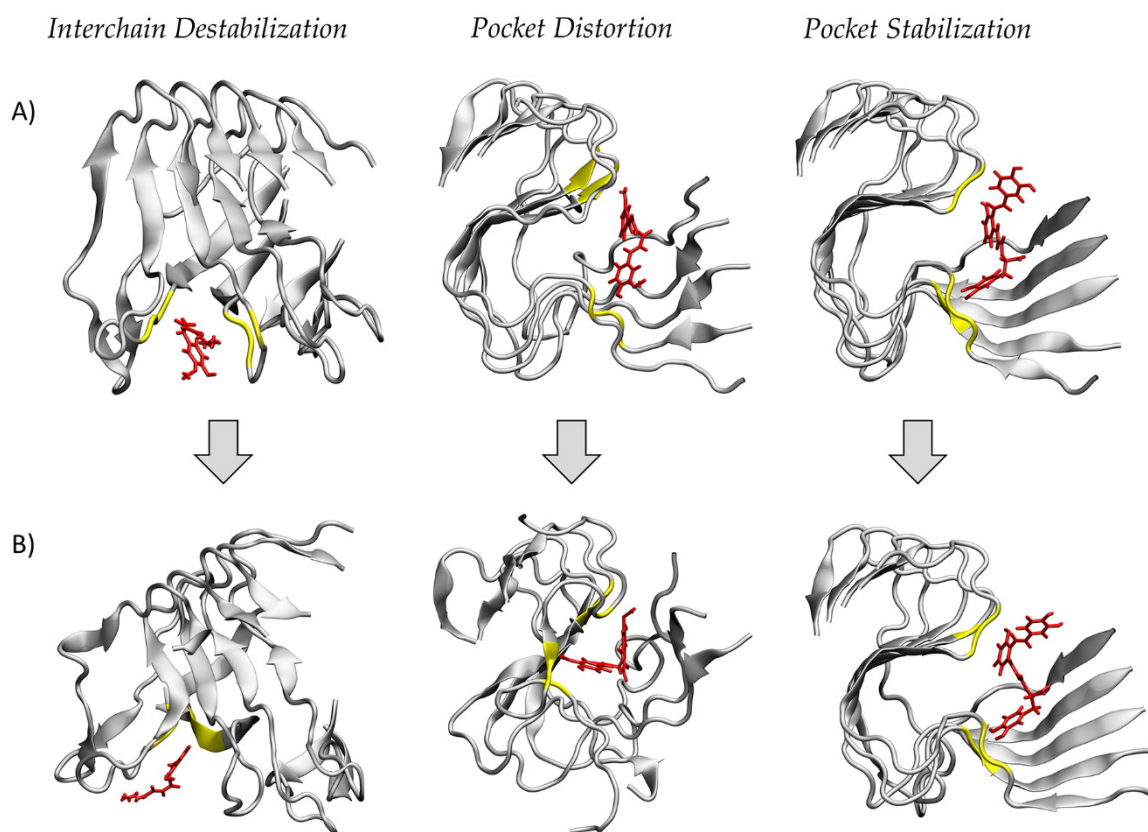 Interchain Destabilization
Pocket Distortion
Pocket Stabilization
A)
B)